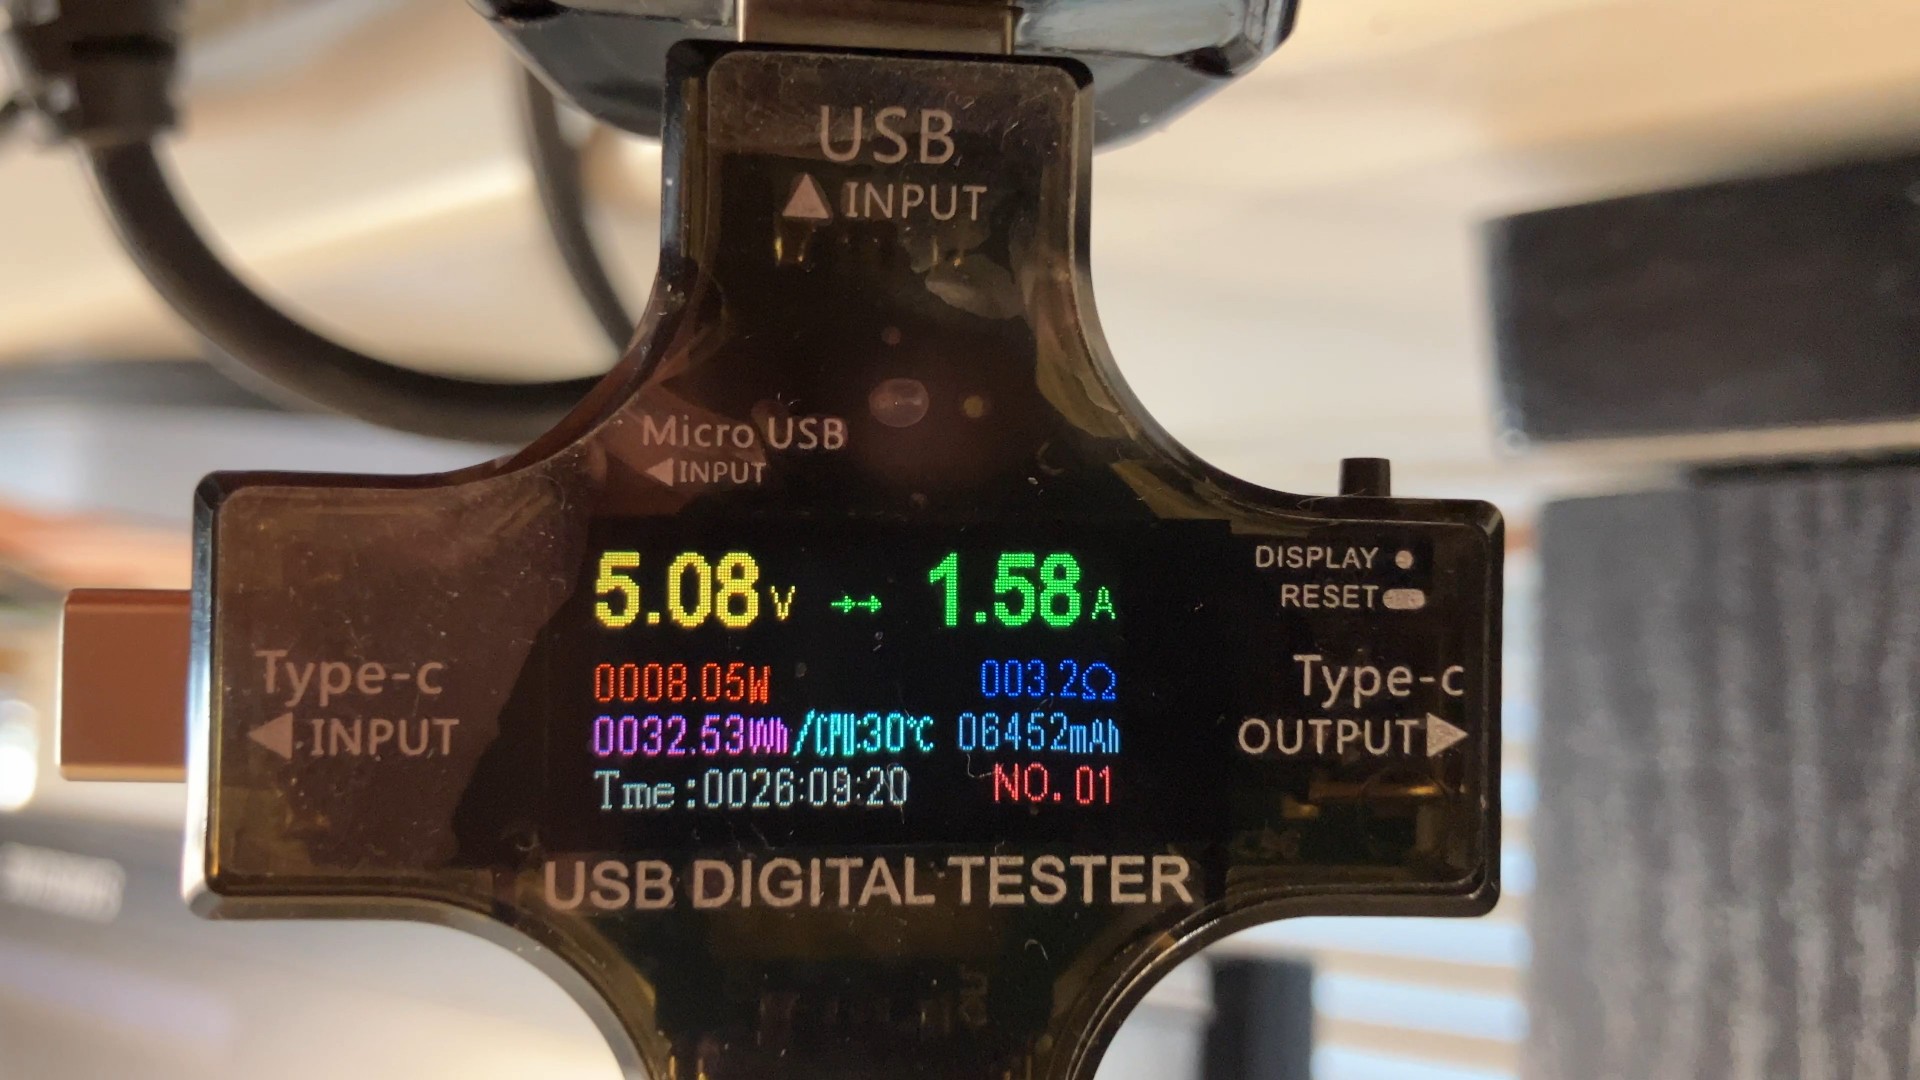 USB
▲ INPUT
Micro USB
◀ INPUT
5.08V →→ 1.58A
DISPLAY ●
RESET
0008.05W 003.2Ω
Type-c
◀ INPUT
0032.53Wh/CPU:30℃ 06452mAh
Type-c
OUTPUT ▶
Tme:0026:09:20 NO.01
USB DIGITAL TESTER